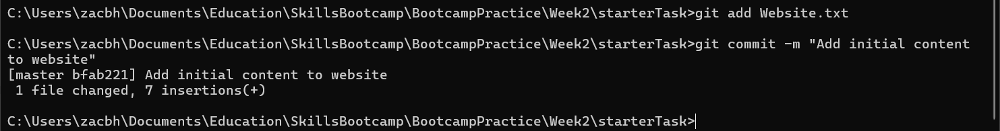 C:\Users\zacbh\Documents\Education\SkillsBootcamp\BootcampPractice\Week2\starterTask>git add Website.txt
C:\Users\zacbh\Documents\Education\SkillsBootcamp\BootcampPractice\Week2\starterTask>git commit -m "Add initial content
to website"
[master bfab221] Add initial content to website
 1 file changed, 7 insertions(+)
C:\Users\zacbh\Documents\Education\SkillsBootcamp\BootcampPractice\Week2\starterTask>